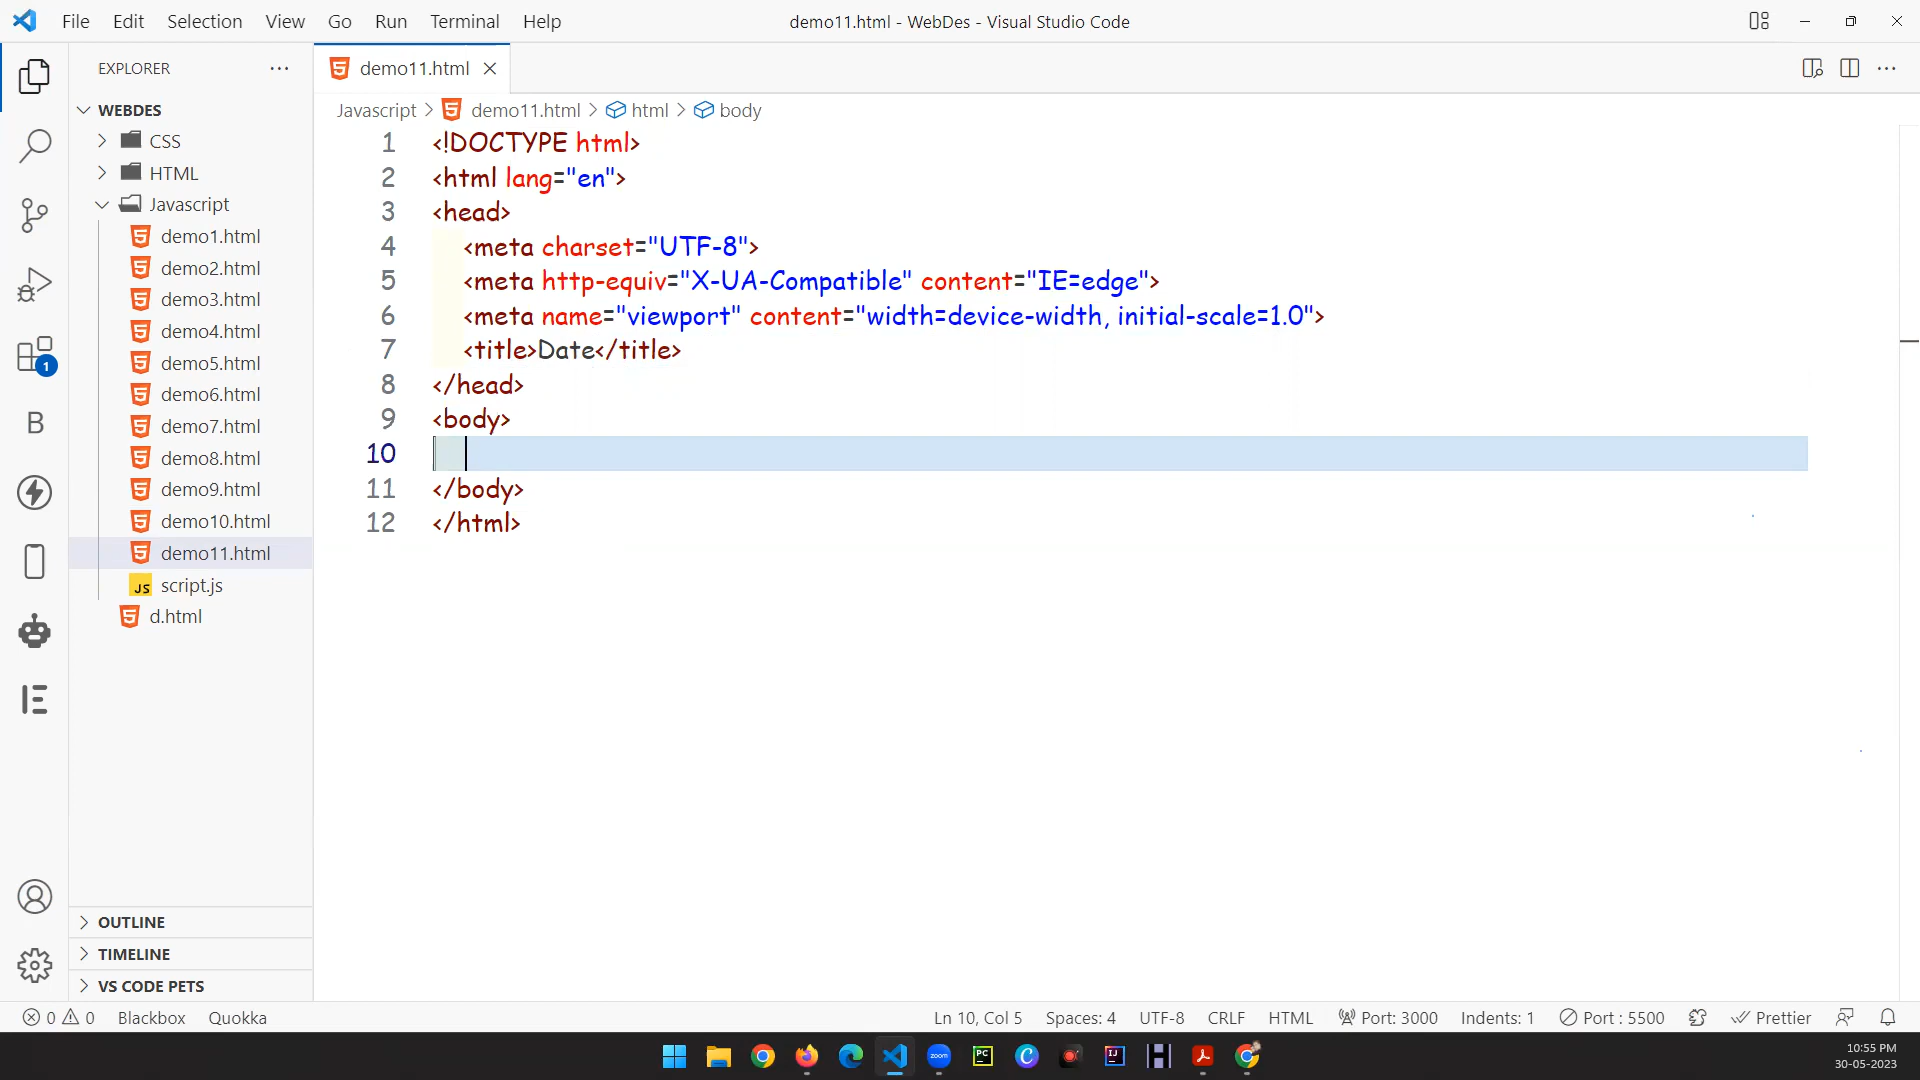 File Edit Selection View Go Run Terminal Help
demo11.html - WebDes - Visual Studio Code
EXPLORER
demo11.html
WEBDES
Javascript > demo11.html > html > body
CSS
HTML
Javascript
demo1.html
demo2.html
demo3.html
demo4.html
demo5.html
demo6.html
demo7.html
demo8.html
demo9.html
demo10.html
demo11.html
script.js
d.html
1 <!DOCTYPE html>
2 <html lang="en">
3 <head>
4 <meta charset="UTF-8">
5 <meta http-equiv="X-UA-Compatible" content="IE=edge">
6 <meta name="viewport" content="width=device-width, initial-scale=1.0">
7 <title>Date</title>
8 </head>
9 <body>
10
11 </body>
12 </html>
1
B
JS
OUTLINE
TIMELINE
VS CODE PETS
0 0 Blackbox Quokka
Ln 10, Col 5 Spaces: 4 UTF-8 CRLF HTML Port: 3000 Indents: 1 Port : 5500 Prettier
zoom
PC
IJ
10:55 PM
30-05-2023